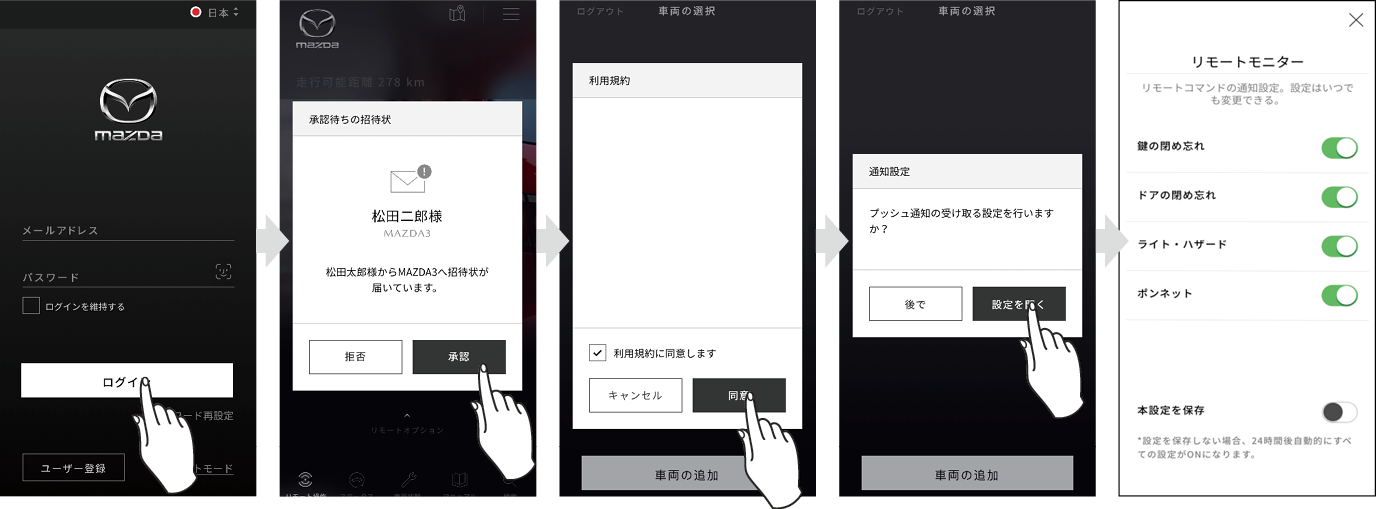 日本
mazda
メールアドレス
パスワード
ログインを維持する
ログイン
ード再設定
ユーザー登録
トモード
mazda
走行可能距離 278 km
承認待ちの招待状
!
松田二郎様
MAZDA3
松田太郎様からMAZDA3へ招待状が
届いています。
拒否
承認
リモートオプション
リモート操作
ログアウト
車両の選択
利用規約
利用規約に同意します
キャンセル
同意
車両の追加
ログアウト
車両の選択
通知設定
プッシュ通知の受け取る設定を行います
か？
後で
設定を開く
車両の追加
リモートモニター
リモートコマンドの通知設定。設定はいつで
も変更できる。
鍵の閉め忘れ
ドアの閉め忘れ
ライト・ハザード
ボンネット
本設定を保存
*設定を保存しない場合、24時間後自動的にすべ
ての設定がONになります。